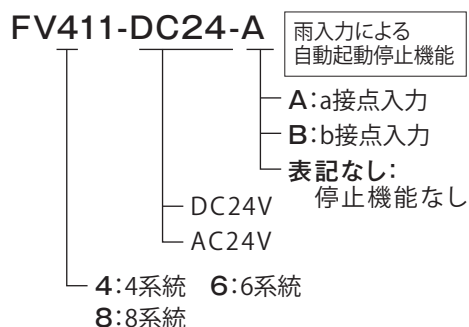 FV411-DC24-A
雨入力による
自動起動停止機能
A:a接点入力
B:b接点入力
表記なし:
停止機能なし
DC24V
AC24V
4:4系統 6:6系統
8:8系統